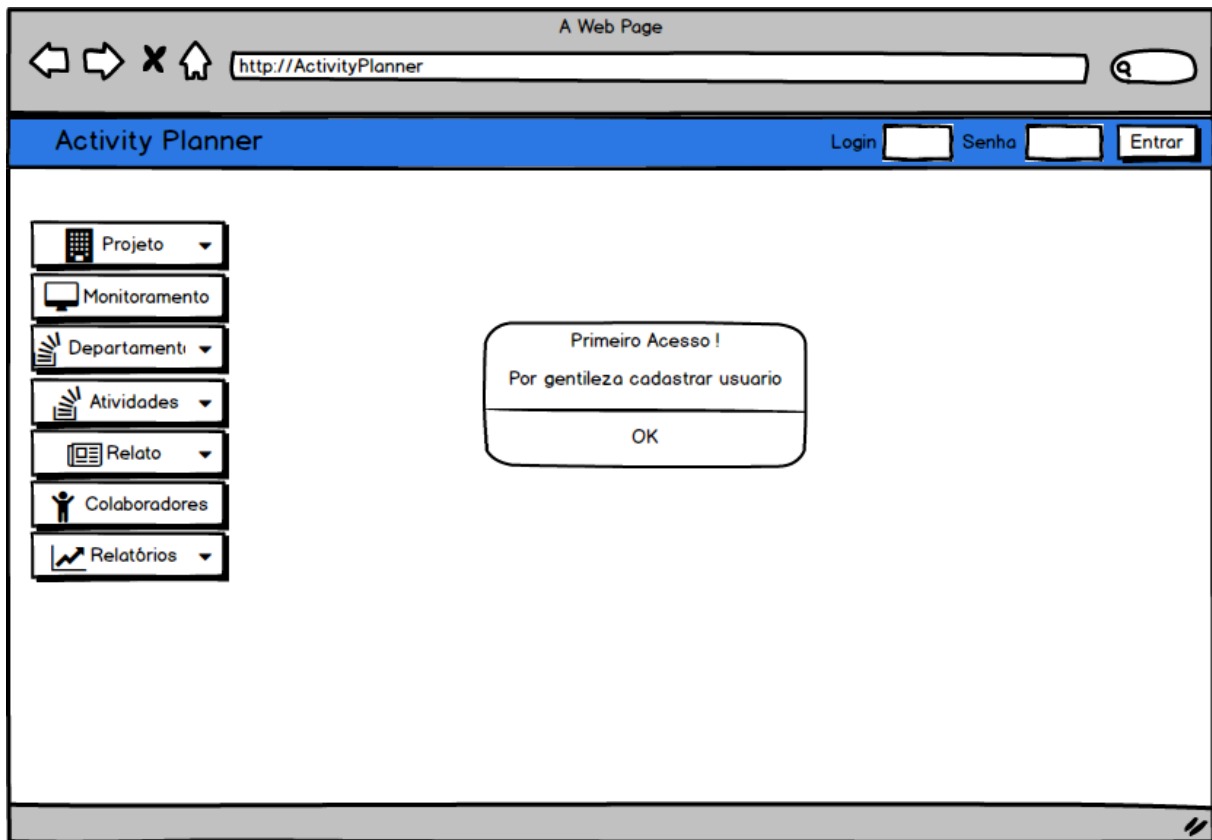 A Web Page
http://ActivityPlanner
Activity Planner
Login
Senha
Entrar
Projeto
Monitoramento
Departament
Atividades
Relato
Colaboradores
Relatórios
Primeiro Acesso !
Por gentileza cadastrar usuario
OK